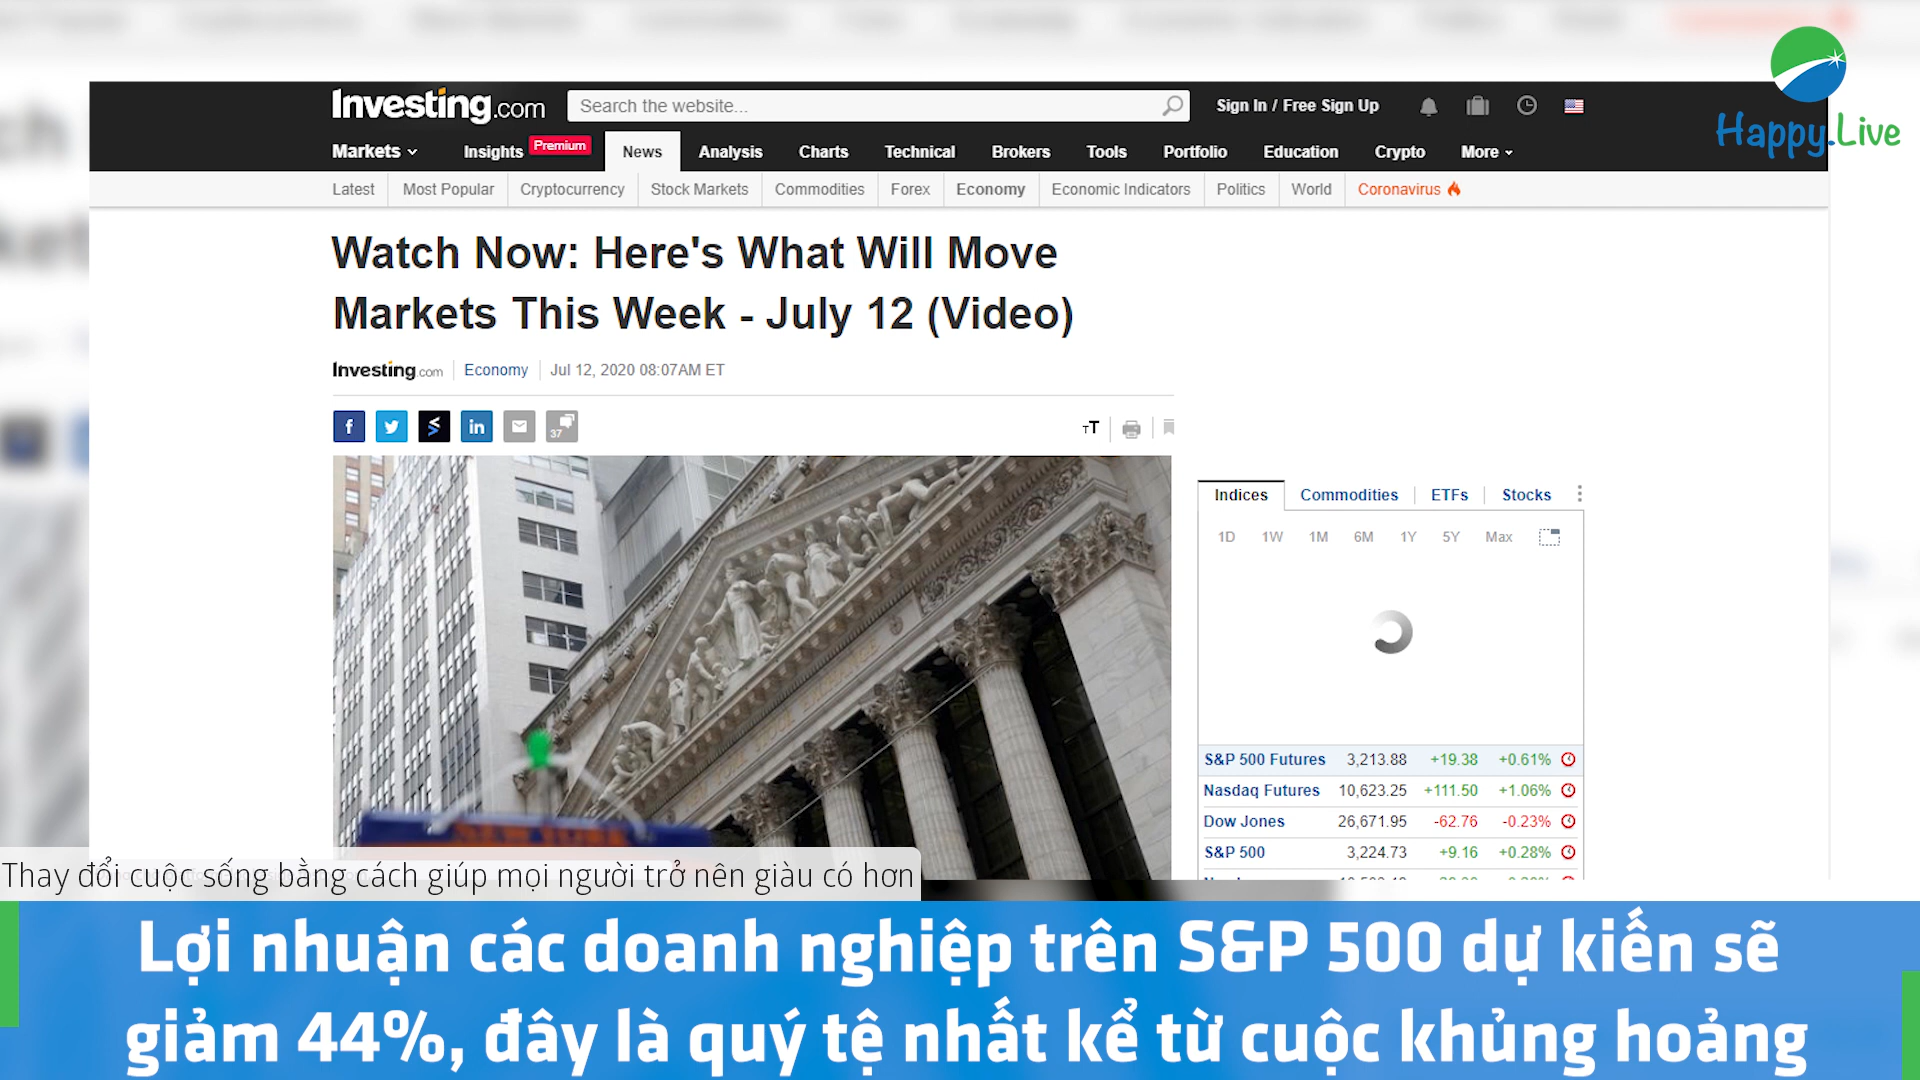 Investing.com
Search the website...
Sign In / Free Sign Up
Happy.Live
Markets
Insights
Premium
News
Analysis
Charts
Technical
Brokers
Tools
Portfolio
Education
Crypto
More
Latest
Most Popular
Cryptocurrency
Stock Markets
Commodities
Forex
Economy
Economic Indicators
Politics
World
Coronavirus
Watch Now: Here's What Will Move
Markets This Week - July 12 (Video)
Investing.com
Economy
Jul 12, 2020 08:07AM ET
37
Indices
Commodities
ETFs
Stocks
1D 1W 1M 6M 1Y 5Y Max
S&P 500 Futures 3,213.88 +19.38 +0.61%
Nasdaq Futures 10,623.25 +111.50 +1.06%
Dow Jones 26,671.95 -62.76 -0.23%
S&P 500 3,224.73 +9.16 +0.28%
Thay đổi cuộc sống bằng cách giúp mọi người trở nên giàu có hơn
Lợi nhuận các doanh nghiệp trên S&P 500 dự kiến sẽ
giảm 44%, đây là quý tệ nhất kể từ cuộc khủng hoảng